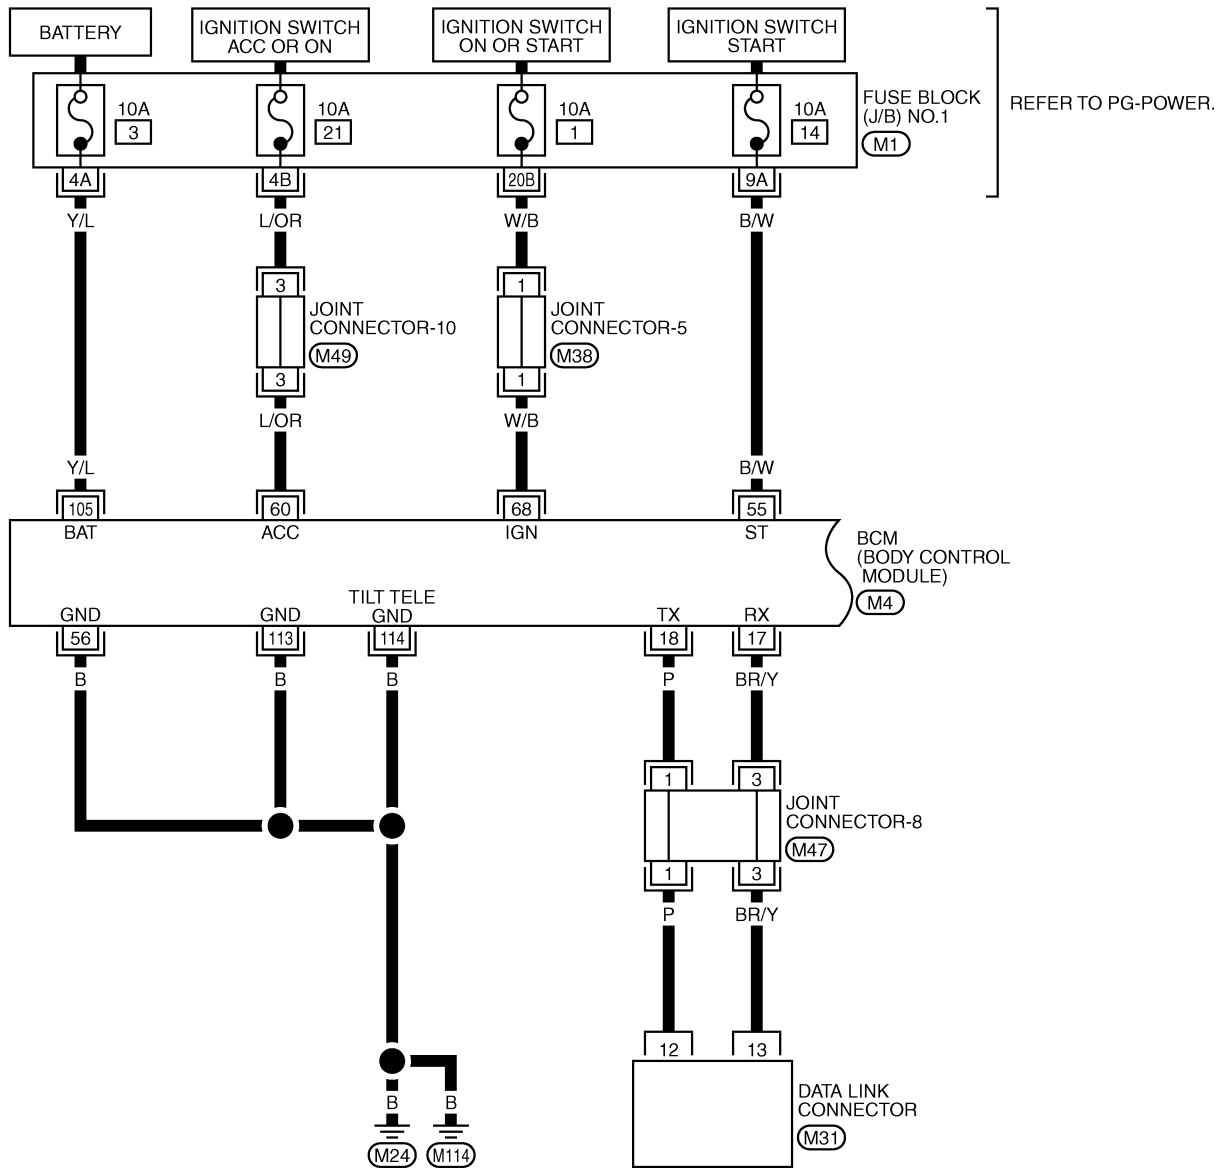 BATTERY
IGNITION SWITCH
ACC OR ON
IGNITION SWITCH
ON OR START
IGNITION SWITCH
START
10A
3
10A
21
10A
1
10A
14
FUSE BLOCK
(J/B) NO.1
M1
REFER TO PG-POWER.
4A
4B
20B
9A
Y/L
L/OR
W/B
B/W
3
1
JOINT
CONNECTOR-10
M49
JOINT
CONNECTOR-5
M38
3
1
L/OR
W/B
Y/L
B/W
105
60
68
55
BAT
ACC
IGN
ST
BCM
(BODY CONTROL
MODULE)
M4
GND
GND
TILT TELE
GND
TX
RX
56
113
114
18
17
B
B
B
P
BR/Y
1
3
JOINT
CONNECTOR-8
M47
1
3
P
BR/Y
12
13
DATA LINK
CONNECTOR
M31
B
B
M24
M114